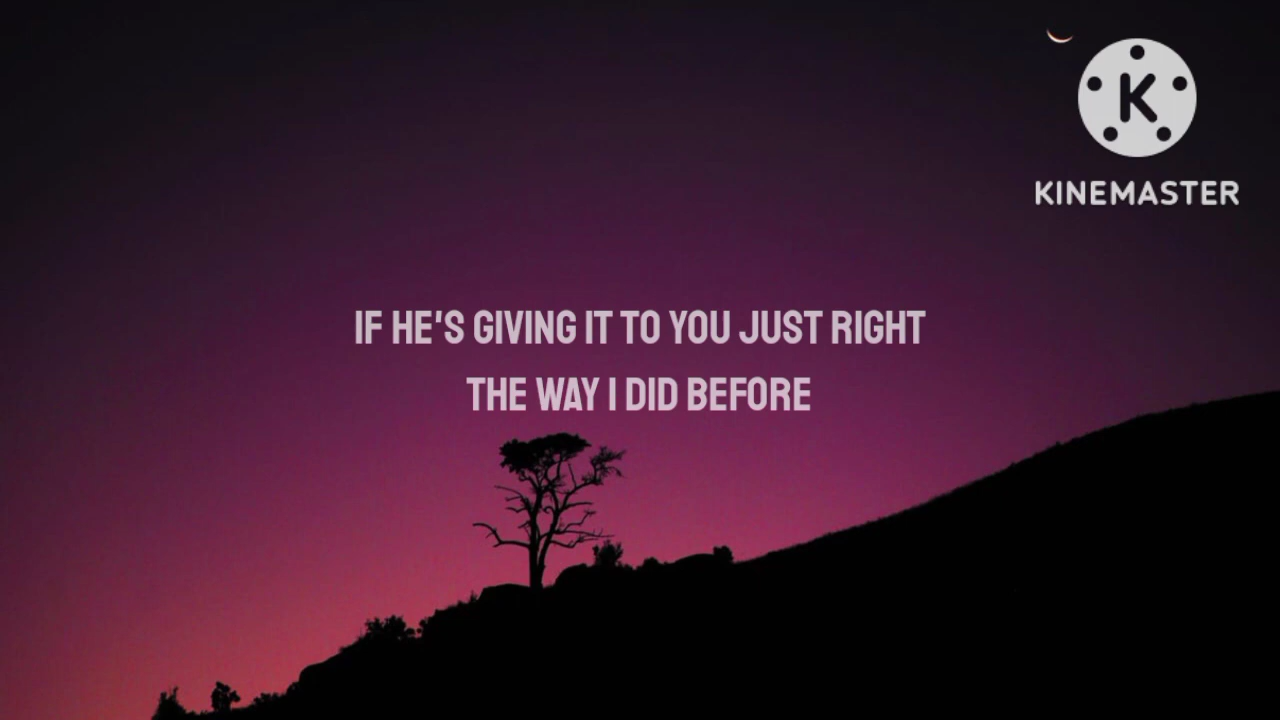 K
KINEMASTER
IF HE'S GIVING IT TO YOU JUST RIGHT
THE WAY I DID BEFORE